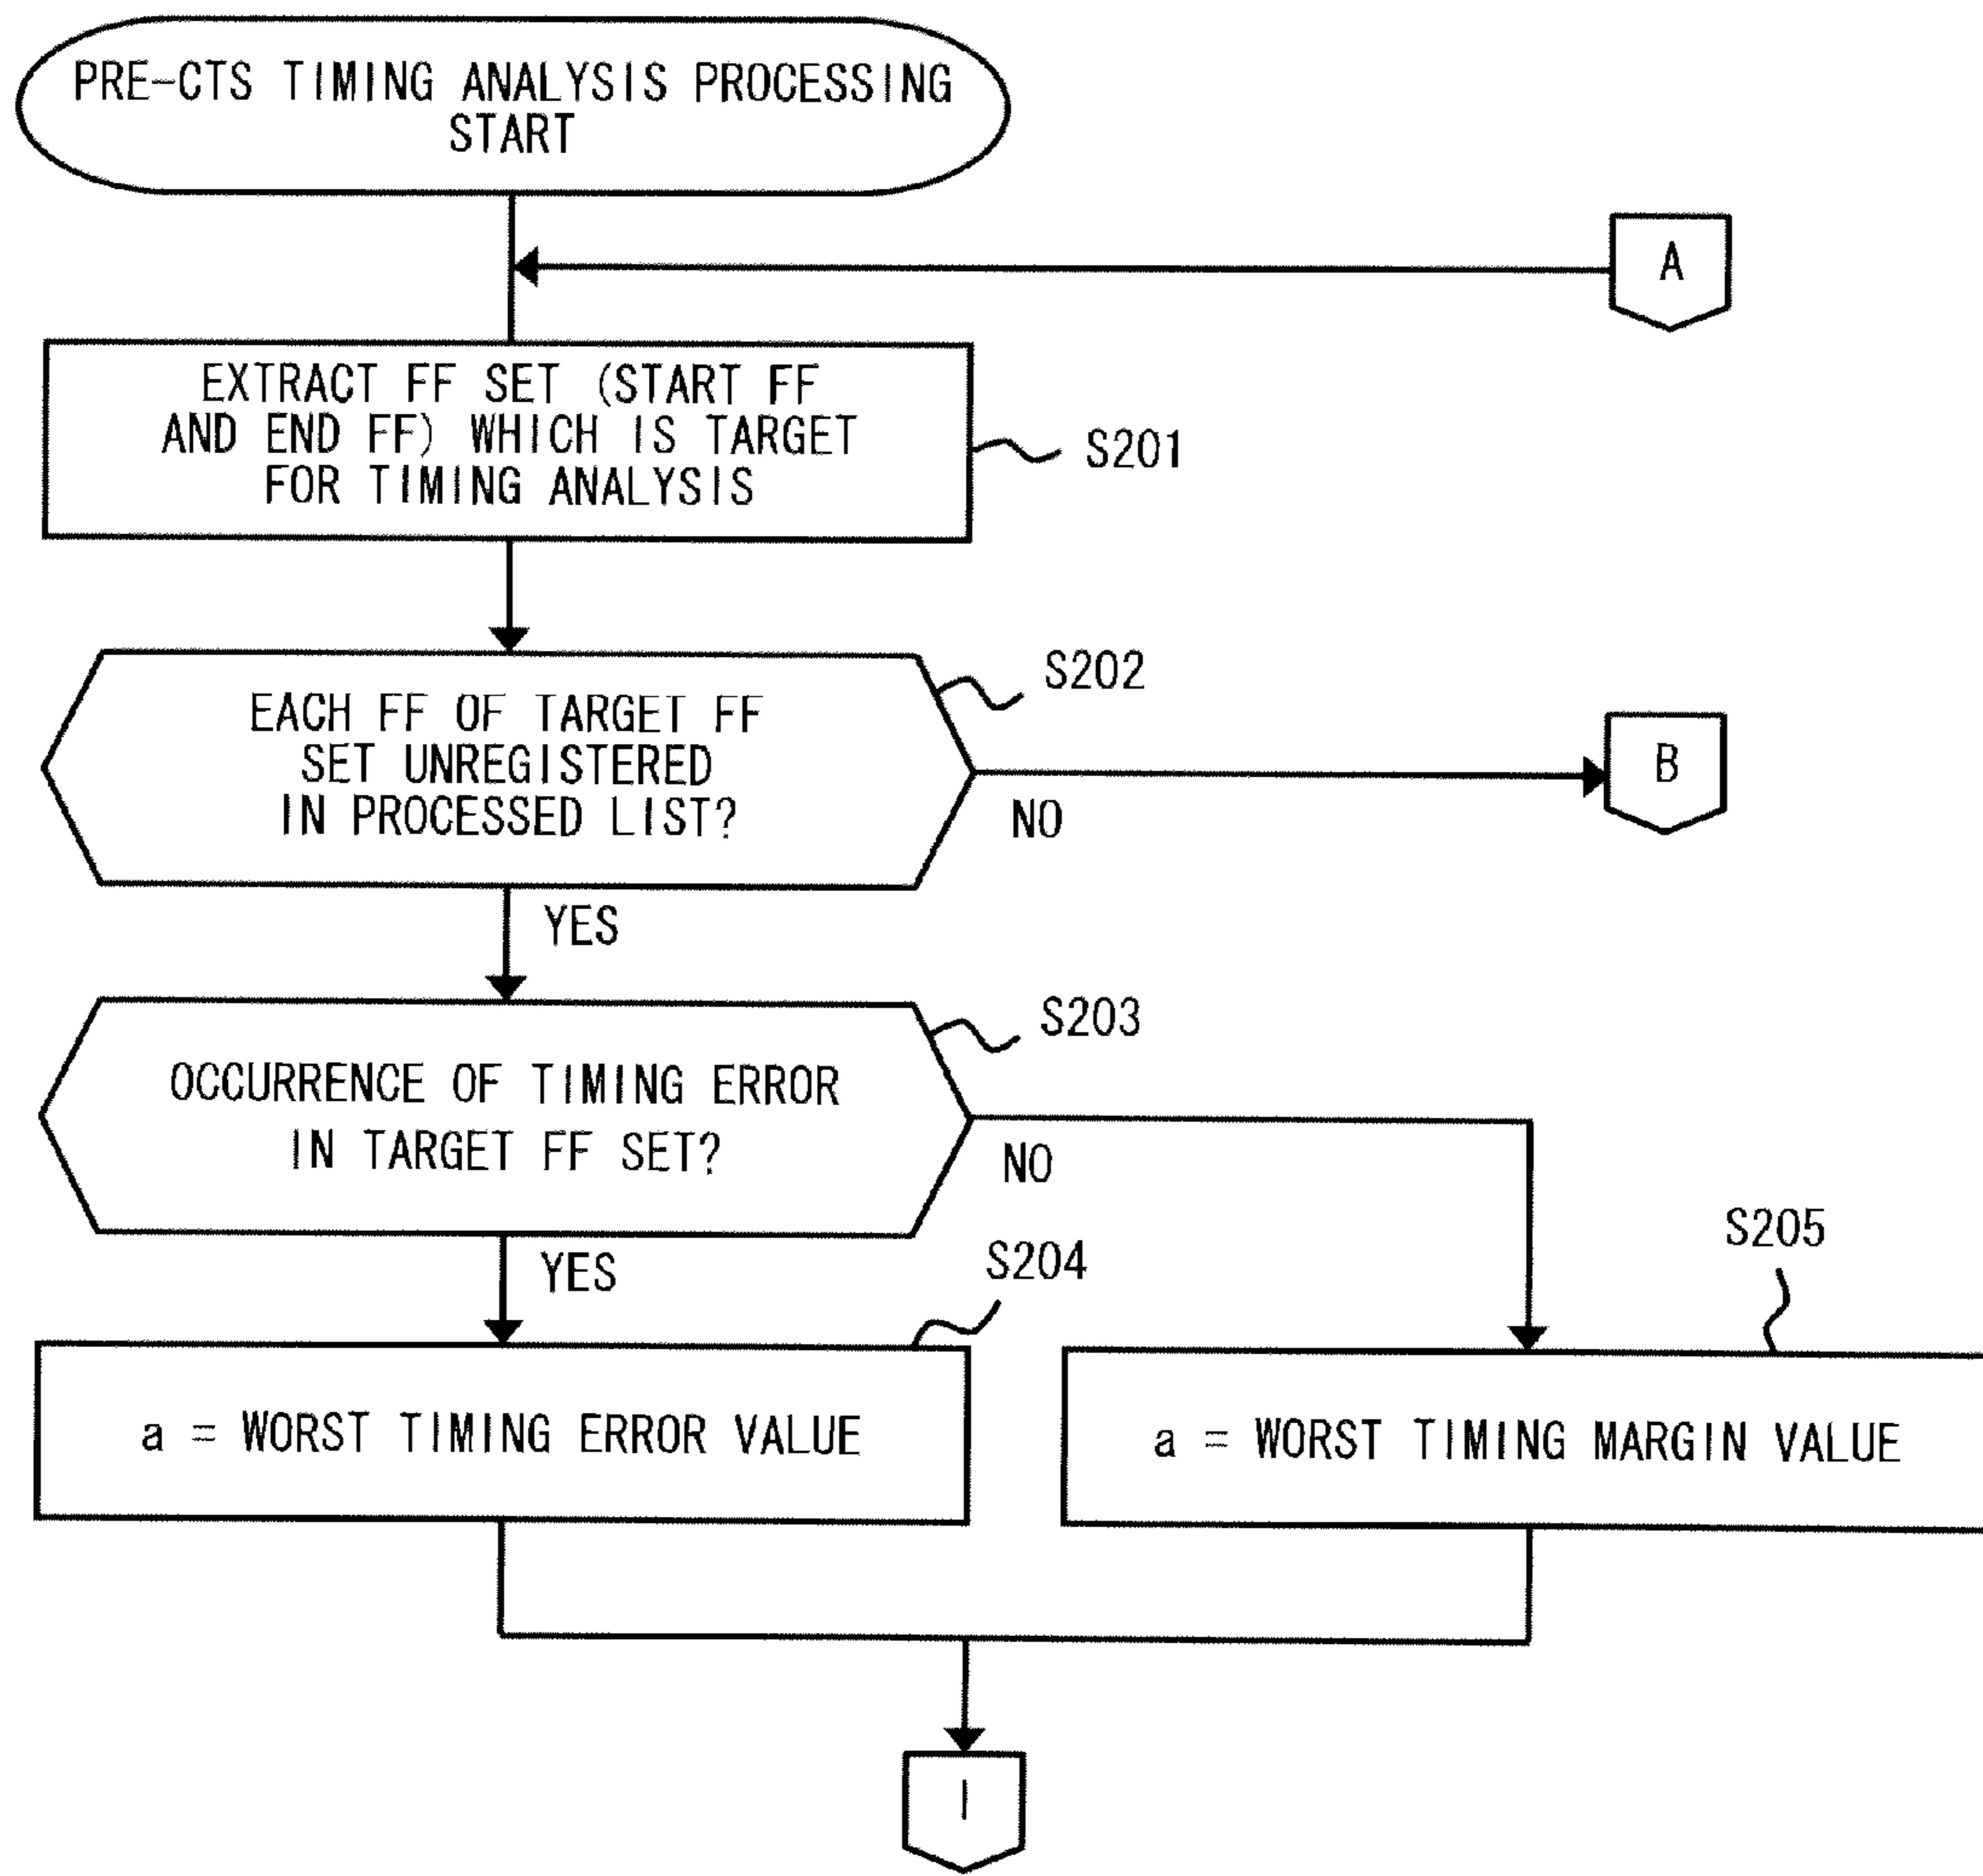 PRE-CTS TIMING ANALYSIS PROCESSING
START
A
EXTRACT FF SET (START FF
AND END FF) WHICH IS TARGET
FOR TIMING ANALYSIS
S201
S202
EACH FF OF TARGET FF
SET UNREGISTERED
IN PROCESSED LIST?
NO
B
YES
S203
OCCURRENCE OF TIMING ERROR
IN TARGET FF SET?
NO
YES
S204
S205
a = WORST TIMING ERROR VALUE
a = WORST TIMING MARGIN VALUE
I